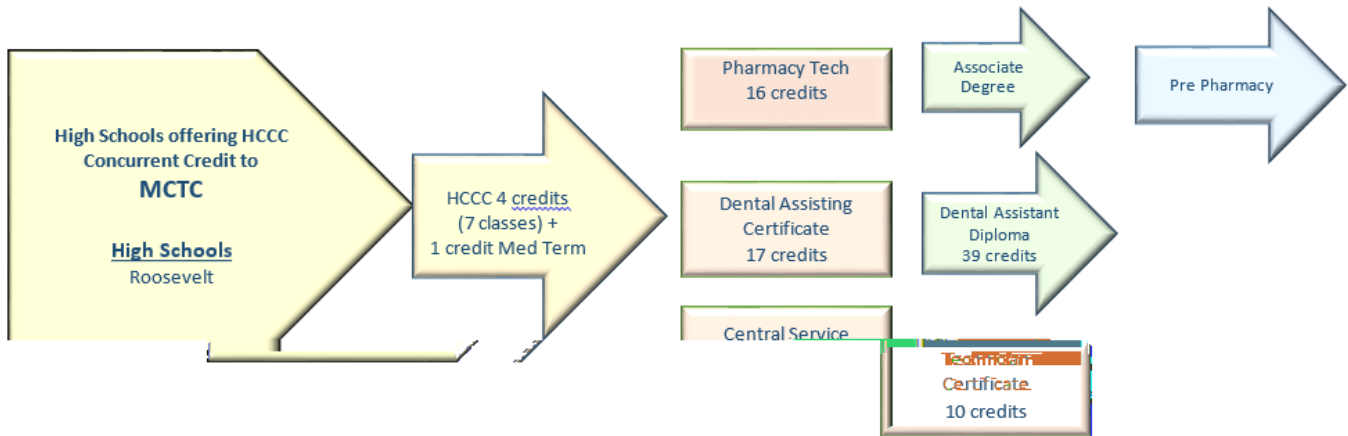 High Schools offering HCCC
Concurrent Credit to
MCTC
High Schools
Roosevelt
HCCC 4 credits
(7 classes) +
1 credit Med Term
Pharmacy Tech
16 credits
Associate
Degree
Pre Pharmacy
Dental Assisting
Certificate
17 credits
Dental Assistant
Diploma
39 credits
Central Service
Technician
Certificate
10 credits